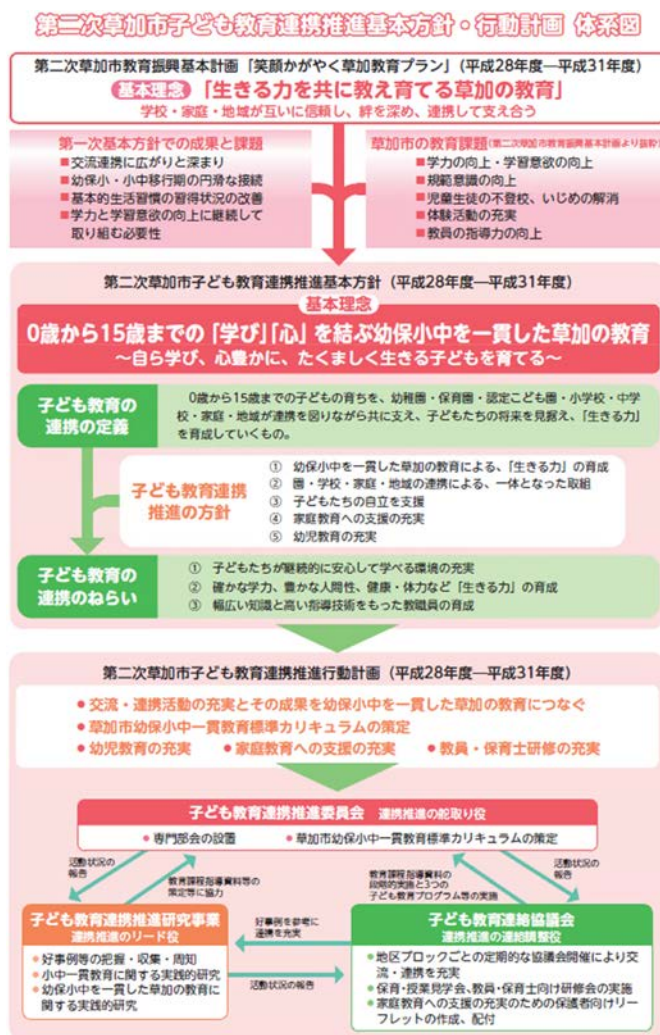 第二次草加市子ども教育連携推進基本方針・行動計画 体系図
第二次草加市教育振興基本計画「笑顔かがやく草加教育プラン」(平成28年度―平成31年度)
基本理念 「生きる力を共に教え育てる草加の教育」
学校・家庭・地域が互いに信頼し、絆を深め、連携して支え合う
第一次基本方針での成果と課題
■交流連携に広がりと深まり
■幼保小・小中移行期の円滑な接続
■基本的生活習慣の習得状況の改善
■学力と学習意欲の向上に継続して
取り組む必要性
草加市の教育課題(第二次草加市教育振興基本計画より抜粋)
■学力の向上・学習意欲の向上
■規範意識の向上
■児童生徒の不登校、いじめの解消
■体験活動の充実
■教員の指導力の向上
第二次草加市子ども教育連携推進基本方針(平成28年度―平成31年度)
基本理念
0歳から15歳までの「学び」「心」を結ぶ幼保小中を一貫した草加の教育
~自ら学び、心豊かに、たくましく生きる子どもを育てる~
子ども教育の
連携の定義
0歳から15歳までの子どもの育ちを、幼稚園・保育園・認定こども園・小学校・中学
校・家庭・地域が連携を図りながら共に支え、子どもたちの将来を見据え、「生きる力」
を育成していくもの。
子ども教育連携
推進の方針
① 幼保小中を一貫した草加の教育による、「生きる力」の育成
② 園・学校・家庭・地域の連携による、一体となった取組
③ 子どもたちの自立を支援
④ 家庭教育への支援の充実
⑤ 幼児教育の充実
子ども教育の
連携のねらい
① 子どもたちが継続的に安心して学べる環境の充実
② 確かな学力、豊かな人間性、健康・体力など「生きる力」の育成
③ 幅広い知識と高い指導技術をもった教職員の育成
第二次草加市子ども教育連携推進行動計画(平成28年度―平成31年度)
● 交流・連携活動の充実とその成果を幼保小中を一貫した草加の教育につなぐ
● 草加市幼保小中一貫教育標準カリキュラムの策定
● 幼児教育の充実 ● 家庭教育への支援の充実 ● 教員・保育士研修の充実
子ども教育連携推進委員会 連携推進の舵取り役
● 専門部会の設置 ● 草加市幼保小中一貫教育標準カリキュラムの策定
活動状況の
報告
教育課程指導資料等の
策定等に協力
教育課程指導資料の
段階的実施と3つの
子ども教育プログラム等の実施
活動状況の
報告
子ども教育連携推進研究事業
連携推進のリード役
● 好事例等の把握・収集・周知
● 小中一貫教育に関する実践的研究
● 幼保小中を一貫した草加の教育に
関する実践的研究
好事例を参考に
連携を充実
活動状況の報告
子ども教育連絡協議会
連携推進の連絡調整役
● 地区ブロックごとの定期的な協議会開催により交
流・連携を充実
● 保育・授業見学会、教員・保育士向け研修会の実施
● 家庭教育への支援の充実のための保護者向けリー
フレットの作成、配付